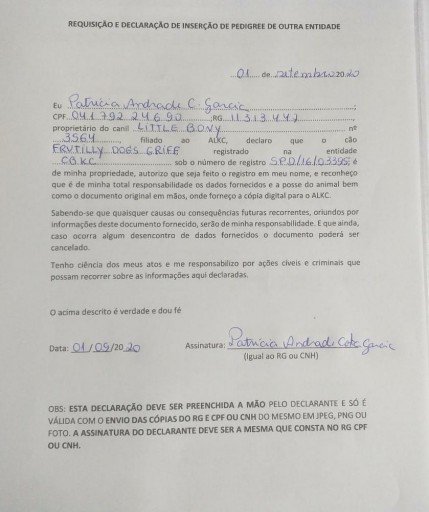 REQUISIÇÃO E DECLARAÇÃO DE INSERÇÃO DE PEDIGREE DE OUTRA ENTIDADE
01 de setembro 2020
Eu Patricia Andrade C. Garcia;
CPF 041 792 246 90 ;RG 11 313 442
proprietário do canil LITTLE BONY nº
3564, filiado ao ALKC, declaro que o cão
FRUTILLY DOGS GRIFF registrado na entidade
CBKC, sob o número de registro SPD/16/03395 é
de minha propriedade, autorizo que seja feito o registro em meu nome, e reconheço
que é de minha total responsabilidade os dados fornecidos e a posse do animal bem
como o documento original em mãos, onde forneço a cópia digital para o ALKC.
Sabendo-se que quaisquer causas ou consequências futuras recorrentes, oriundos por
informações deste documento fornecido, serão de minha responsabilidade. E que ainda,
caso ocorra algum desencontro de dados fornecidos o documento poderá ser
cancelado.
Tenho ciência dos meus atos e me responsabilizo por ações cíveis e criminais que
possam recorrer sobre as informações aqui declaradas.
O acima descrito é verdade e dou fé
Data: 01/09/2020 Assinatura: Patricia Andrade Garcia
(Igual ao RG ou CNH)
OBS: ESTA DECLARAÇÃO DEVE SER PREENCHIDA A MÃO PELO DECLARANTE E SÓ É
VÁLIDA COM O ENVIO DAS CÓPIAS DO RG E CPF OU CNH DO MESMO EM JPEG, PNG OU
FOTO. A ASSINATURA DO DECLARANTE DEVE SER A MESMA QUE CONSTA NO RG CPF
OU CNH.